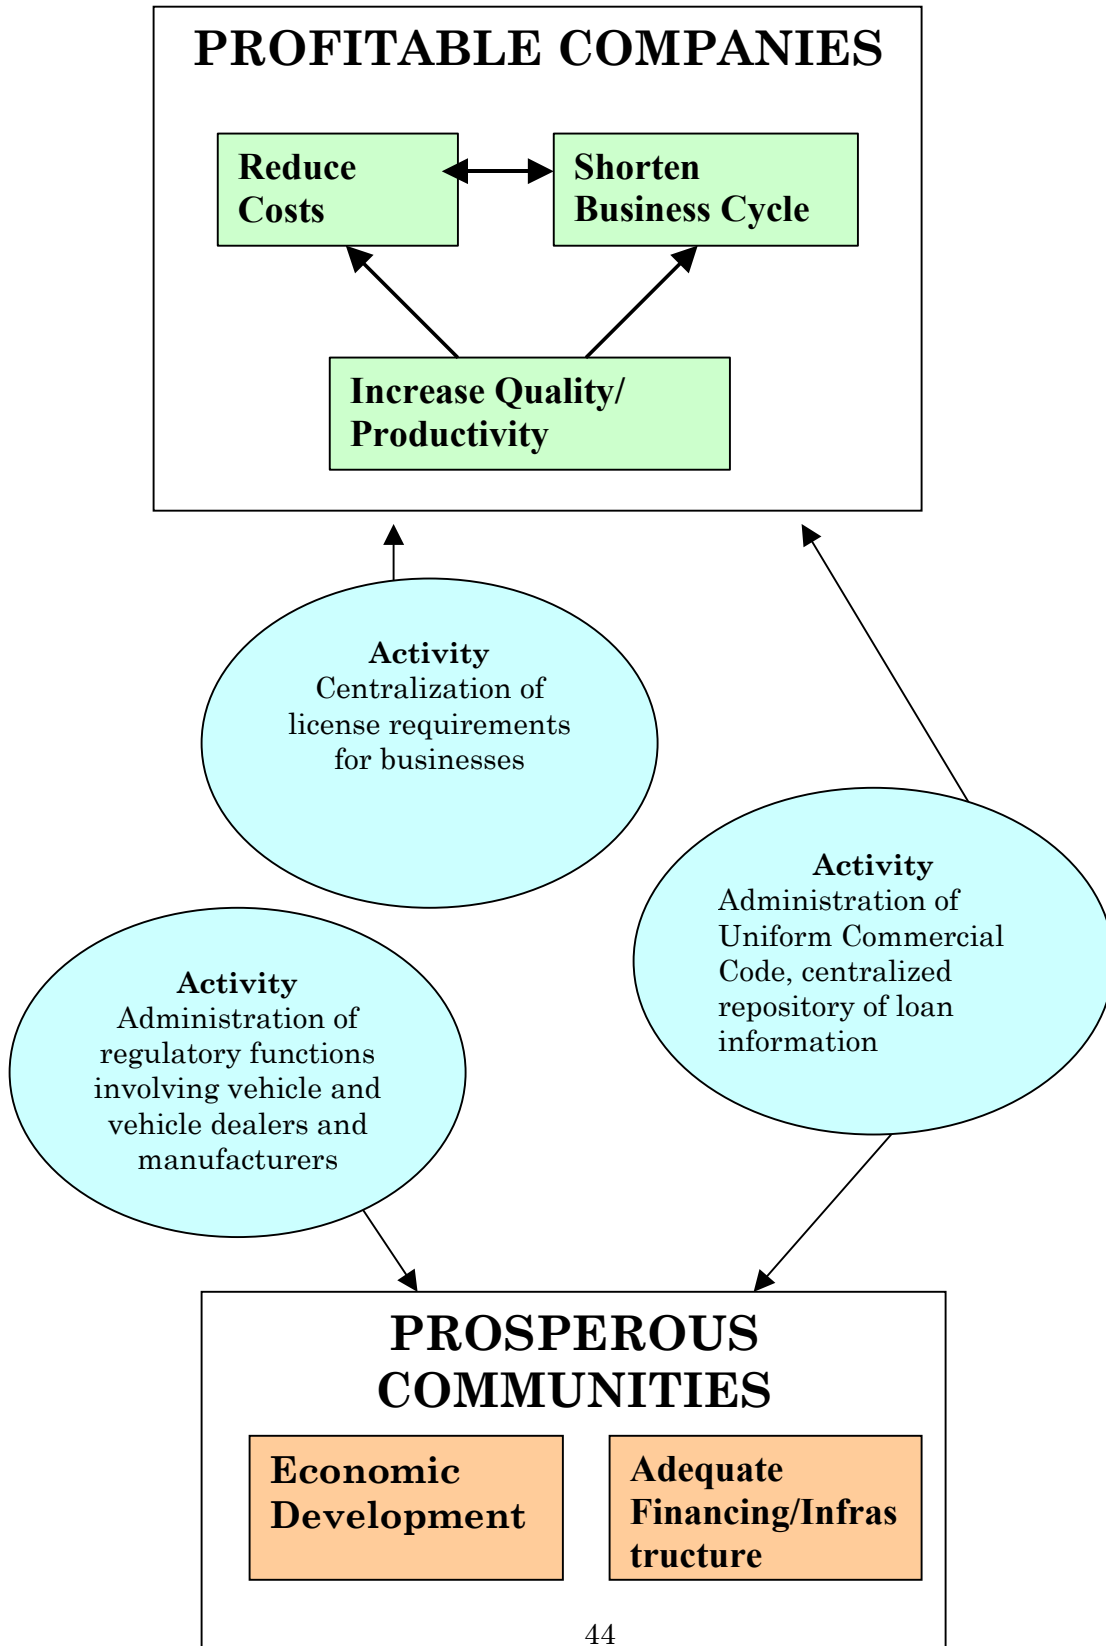 PROFITABLE COMPANIES
Reduce
Costs
Shorten
Business Cycle
Increase Quality/
Productivity
Activity
Centralization of
license requirements
for businesses
Activity
Administration of
Uniform Commercial
Code, centralized
repository of loan
information
Activity
Administration of
regulatory functions
involving vehicle and
vehicle dealers and
manufacturers
PROSPEROUS
COMMUNITIES
Economic
Development
Adequate
Financing/Infras
tructure
44